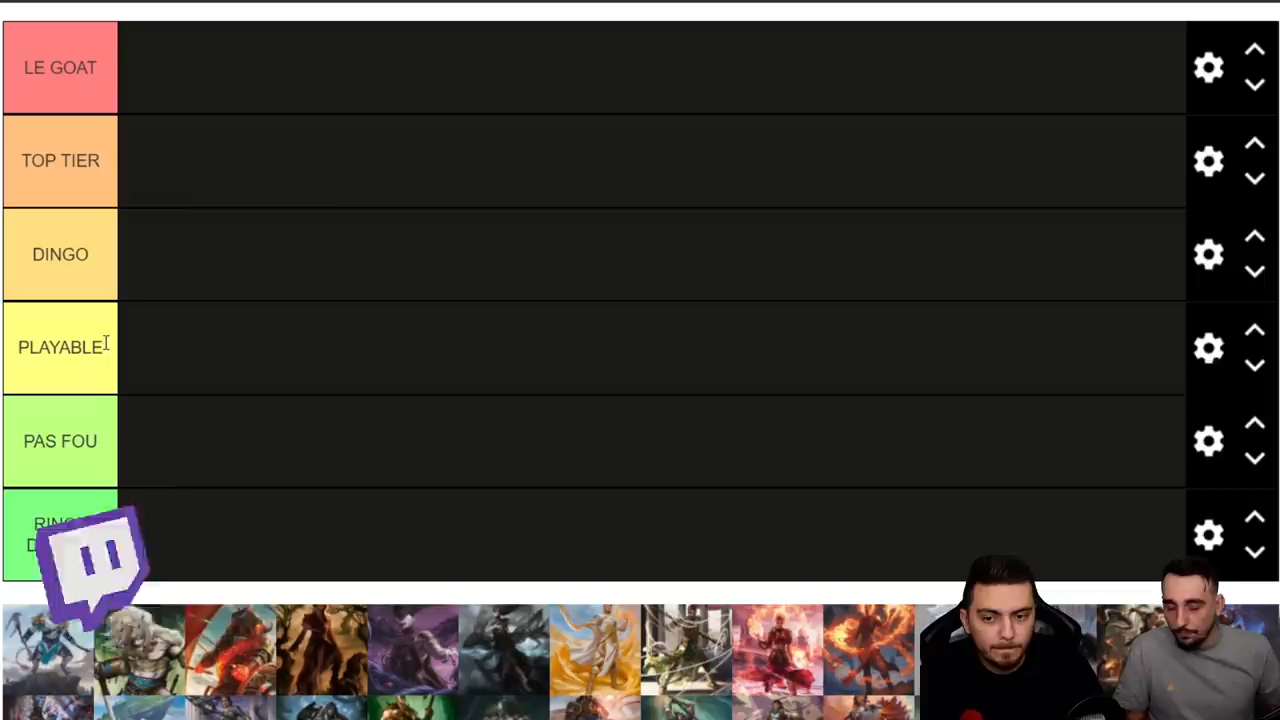 LE GOAT
TOP TIER
DINGO
PLAYABLE
PAS FOU